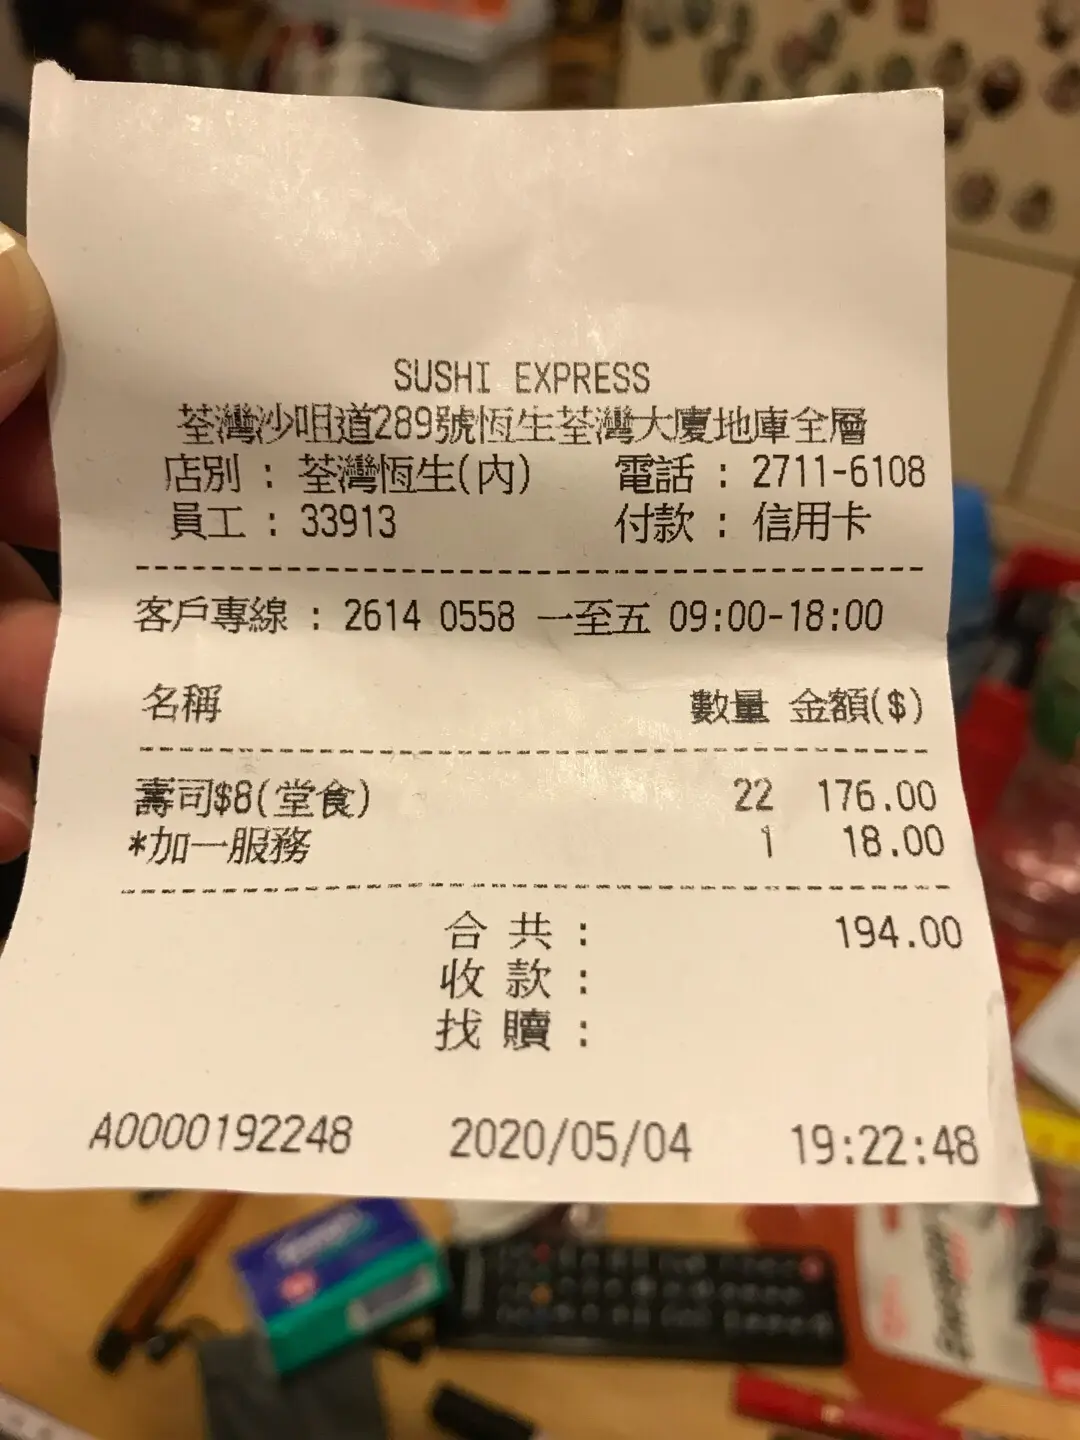 SUSHI EXPRESS
荃灣沙咀道289號恆生荃灣大廈地庫全層
店別 : 荃灣恆生(內) 電話 : 2711-6108
員工 : 33913 付款 : 信用卡
客戶專線 : 2614 0558 一至五 09:00-18:00
名稱 數量 金額($)
壽司$8(堂食) 22 176.00
*加一服務 1 18.00
合 共 : 194.00
收 款 :
找 贖 :
A0000192248 2020/05/04 19:22:48